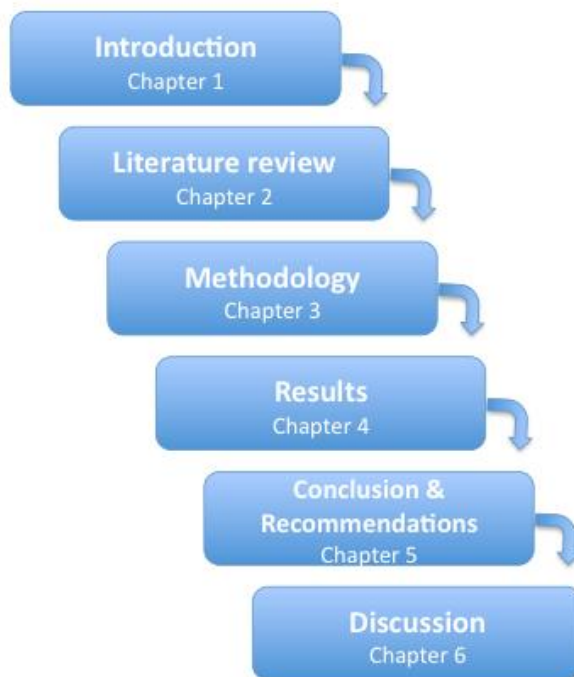 Introduction
Chapter 1
Literature review
Chapter 2
Methodology
Chapter 3
Results
Chapter 4
Conclusion &
Recommendations
Chapter 5
Discussion
Chapter 6